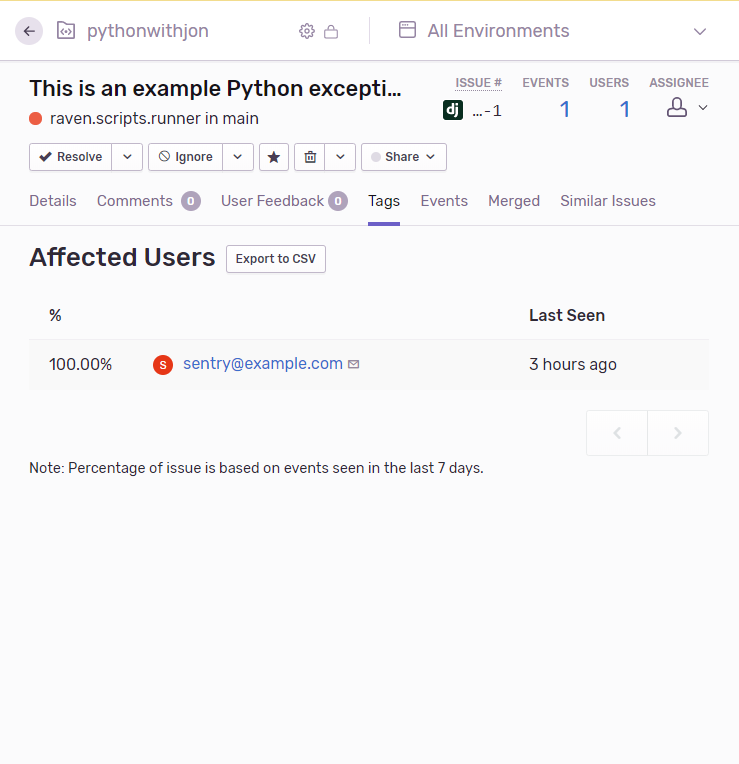 pythonwithjon All Environments
This is an example Python excepti... ISSUE # EVENTS USERS ASSIGNEE
raven.scripts.runner in main dj ...-1 1 1
Resolve Ignore Share
Details Comments 0 User Feedback 0 Tags Events Merged Similar Issues
Affected Users Export to CSV
% Last Seen
100.00% S sentry@example.com 3 hours ago
Note: Percentage of issue is based on events seen in the last 7 days.